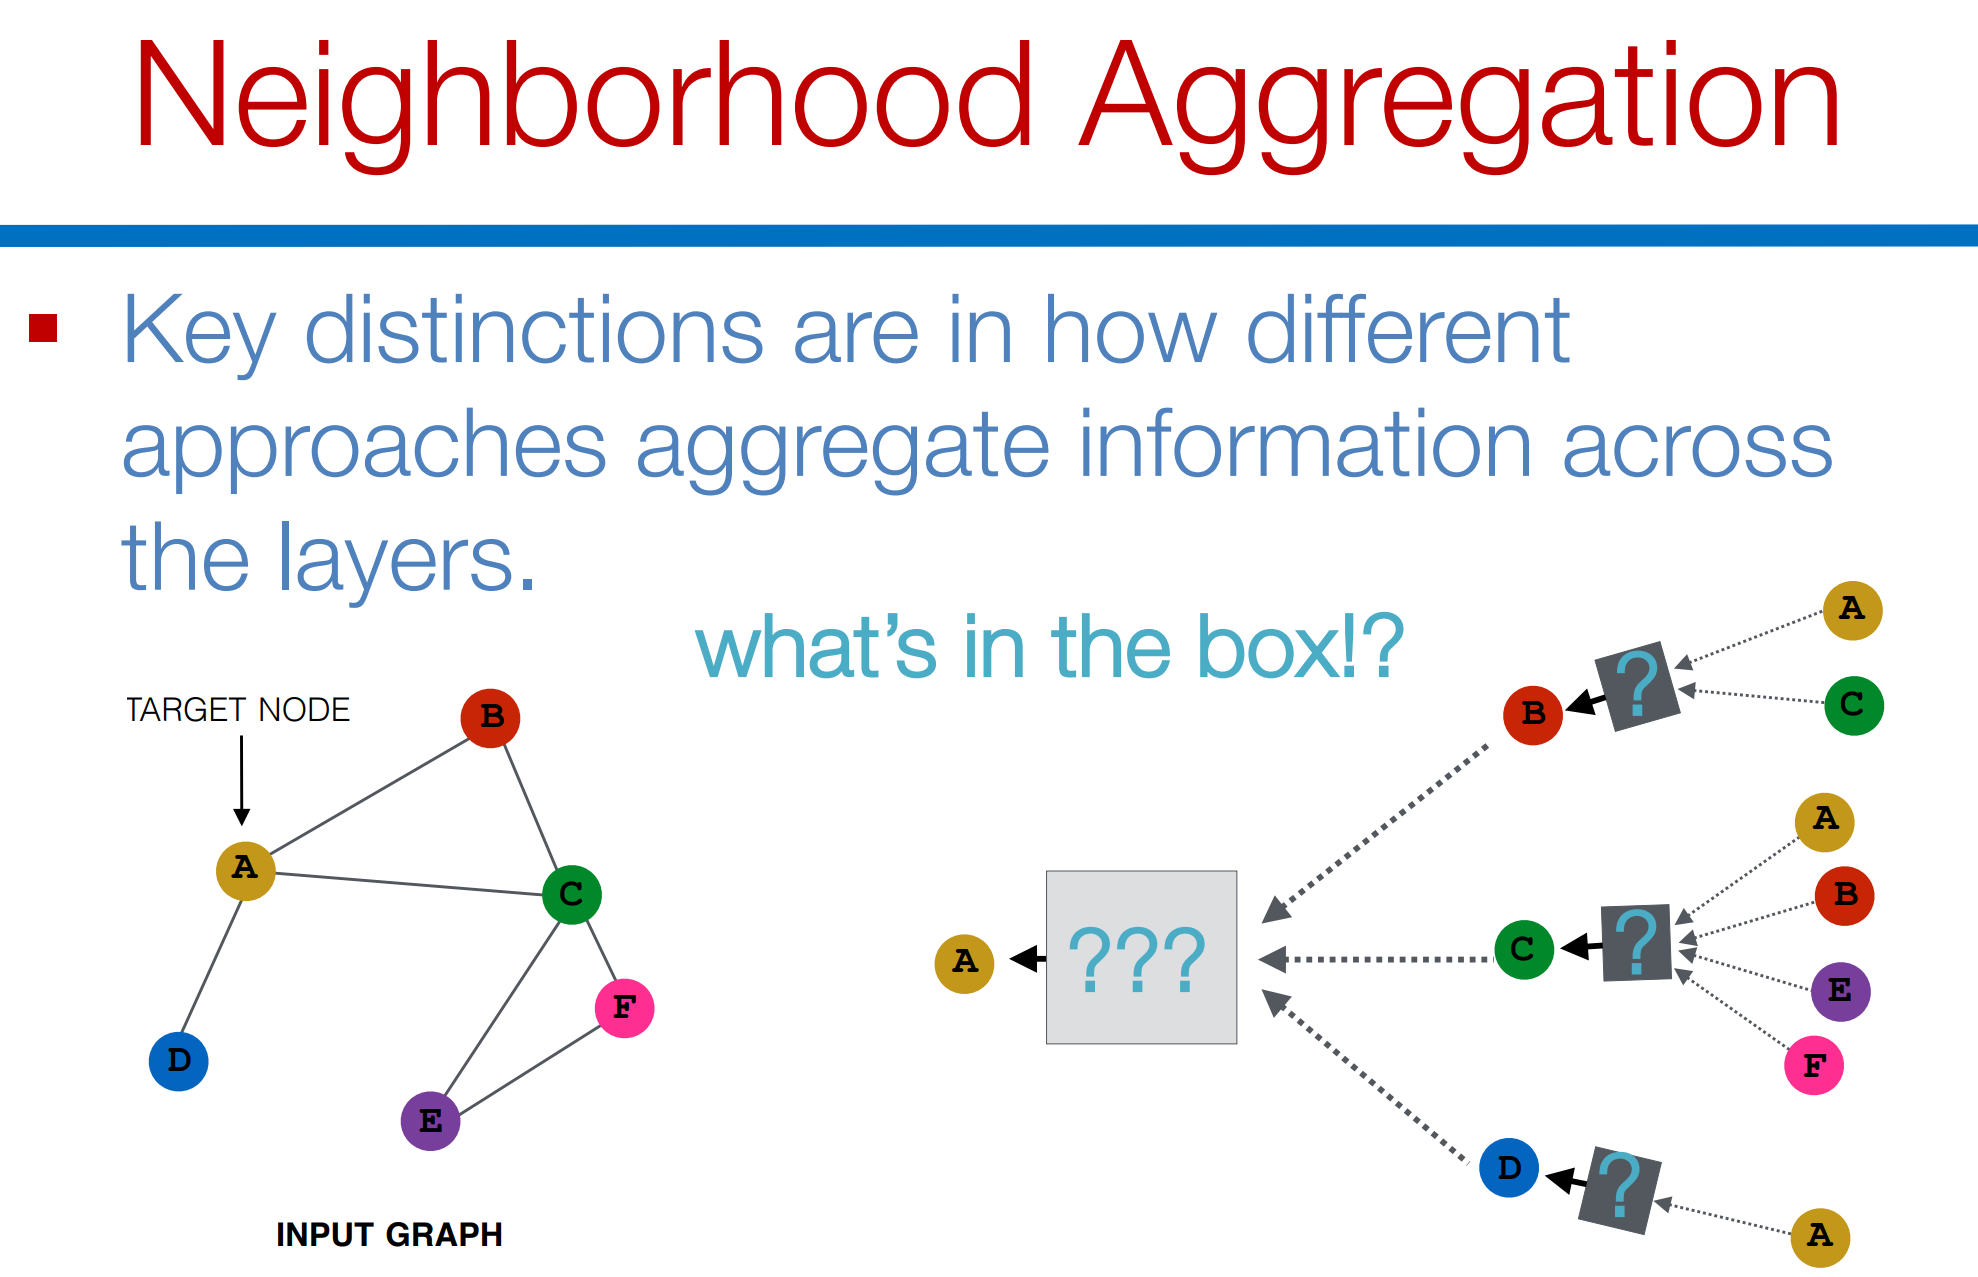 Neighborhood Aggregation
▪ Key distinctions are in how different
approaches aggregate information across
the layers.
what's in the box!?
TARGET NODE
B
A
C
F
D
E
INPUT GRAPH
A
???
B
?
A
C
C
?
A
B
E
F
D
?
A